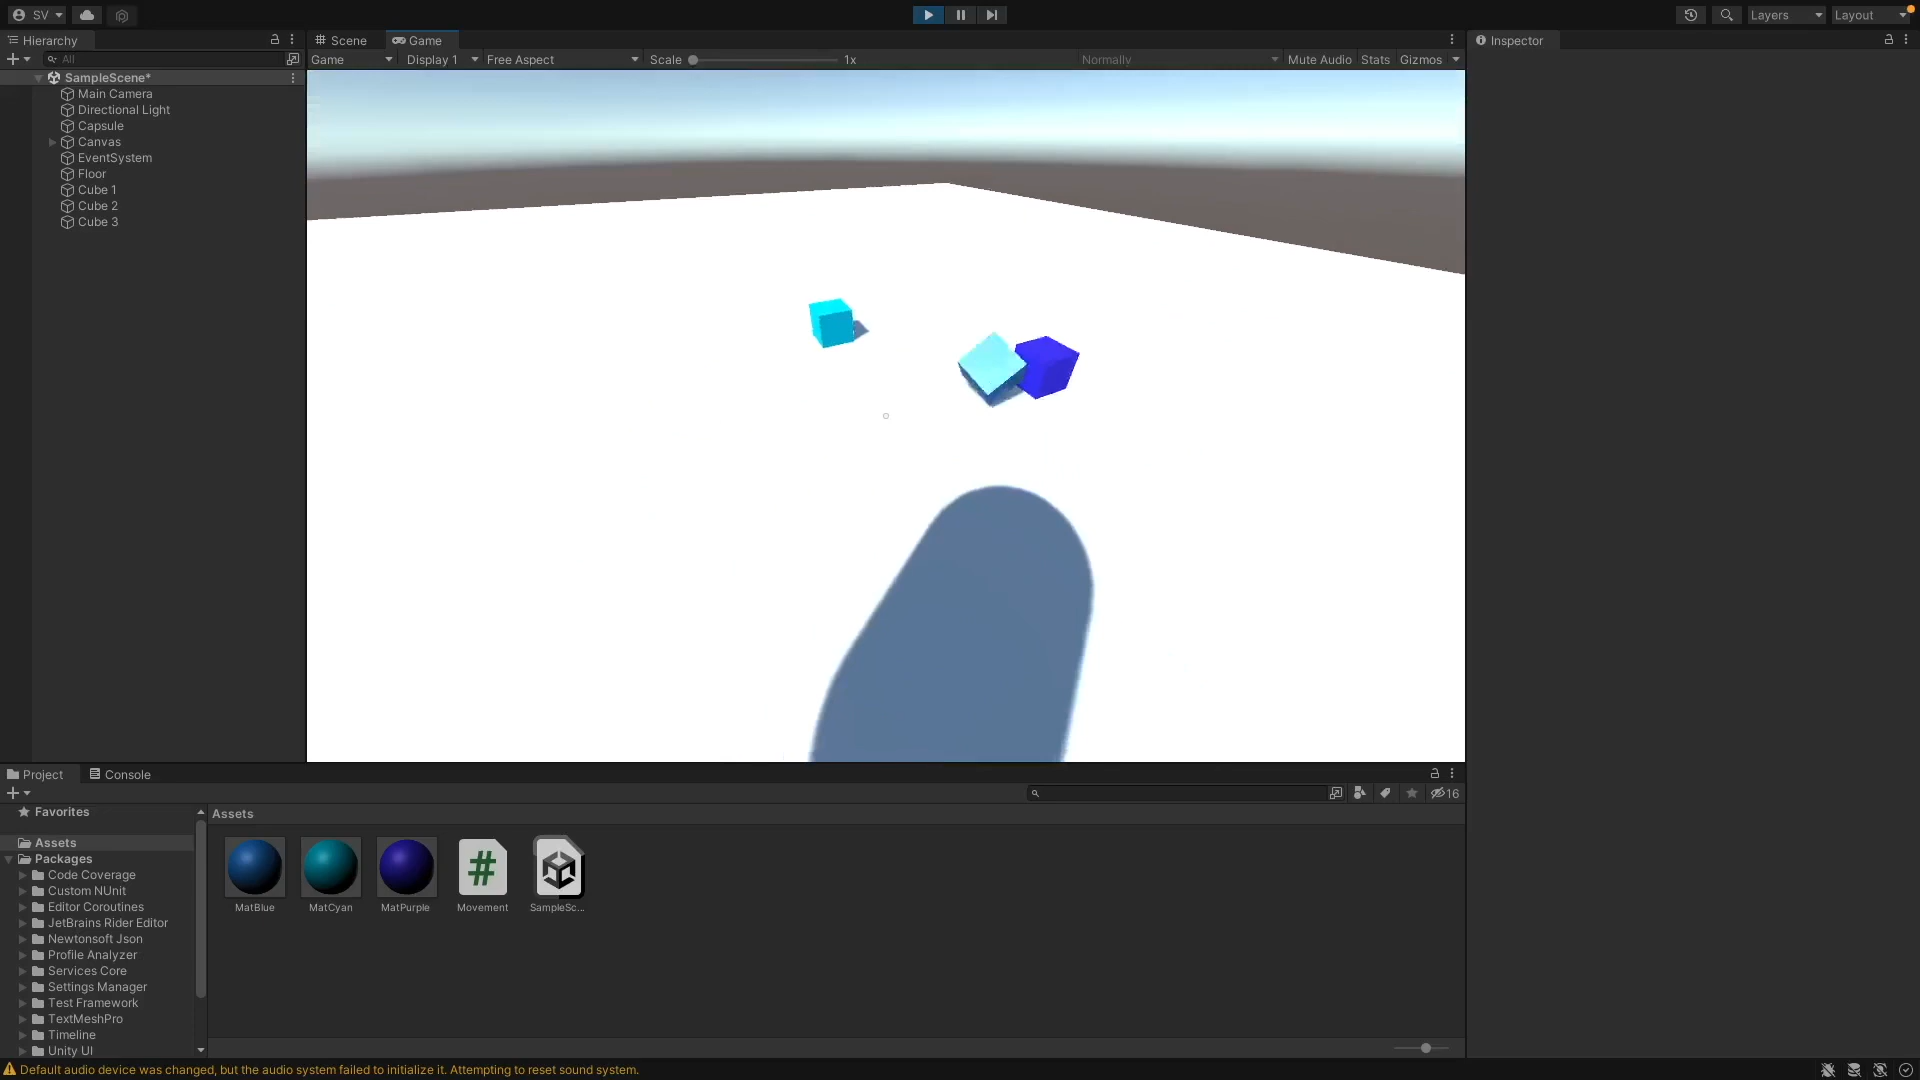 SV
Layers
Layout
Hierarchy
Scene
Game
Inspector
All
Game
Display 1
Free Aspect
Scale
1x
Normally
Mute Audio
Stats
Gizmos
SampleScene*
Main Camera
Directional Light
Capsule
Canvas
EventSystem
Floor
Cube 1
Cube 2
Cube 3
Project
Console
16
Favorites
Assets
Assets
Packages
Code Coverage
Custom NUnit
Editor Coroutines
JetBrains Rider Editor
Newtonsoft Json
Profile Analyzer
Services Core
Settings Manager
Test Framework
TextMeshPro
Timeline
Unity UI
MatBlue
MatCyan
MatPurple
Movement
SampleSc...
Default audio device was changed, but the audio system failed to initialize it. Attempting to reset sound system.